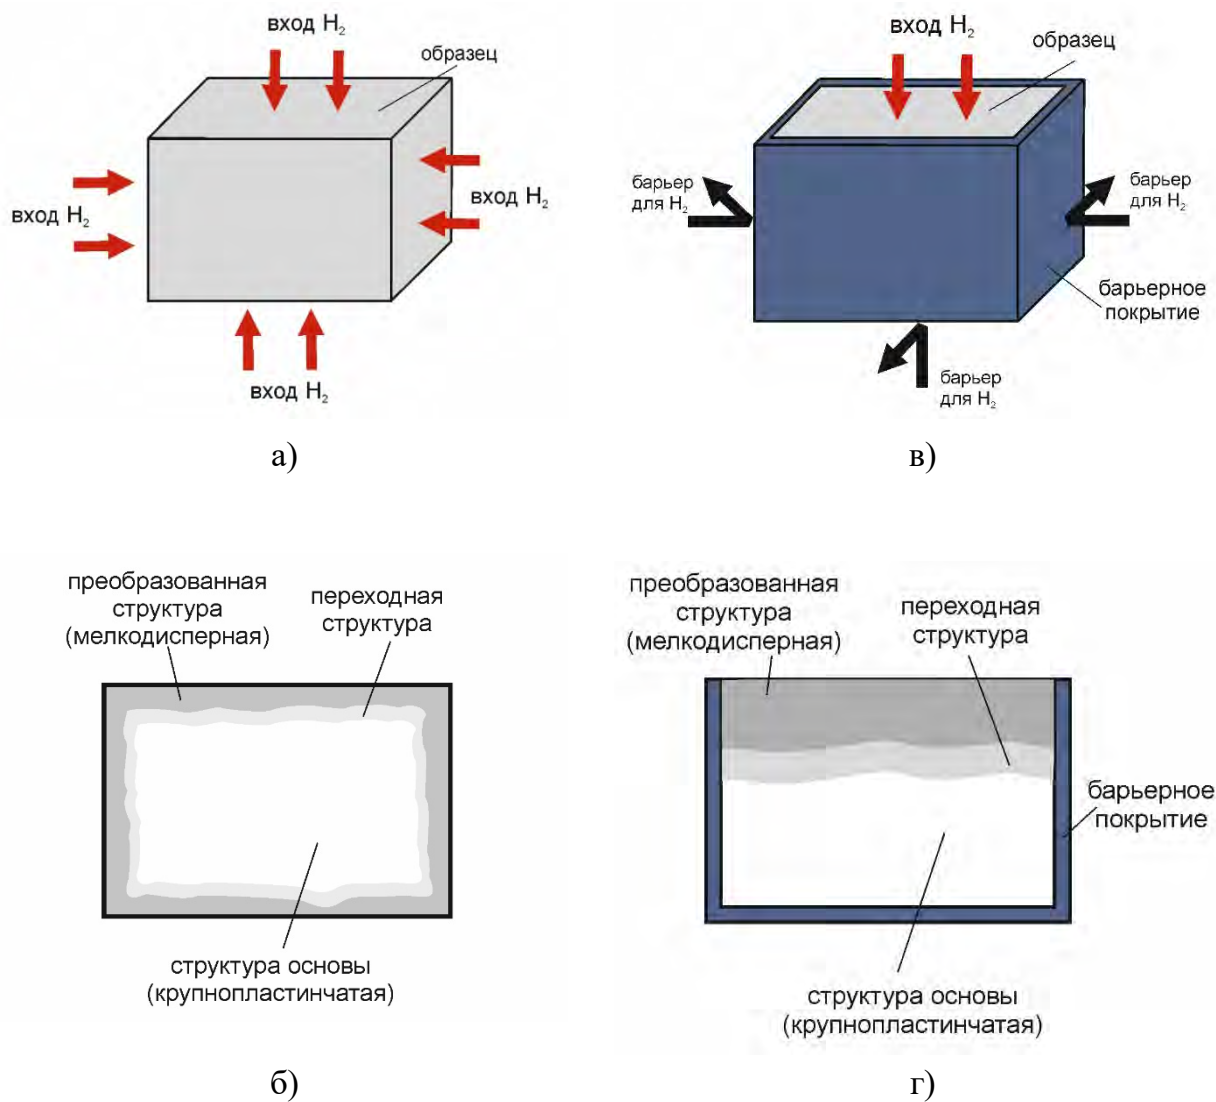 вход H₂
образец
вход H₂
вход H₂
вход H₂
а)
вход H₂
образец
барьер
для H₂
барьер
для H₂
барьерное
покрытие
барьер
для H₂
в)
преобразованная
структура
(мелкодисперная)
переходная
структура
структура основы
(крупнопластинчатая)
б)
преобразованная
структура
(мелкодисперная)
переходная
структура
барьерное
покрытие
структура основы
(крупнопластинчатая)
г)